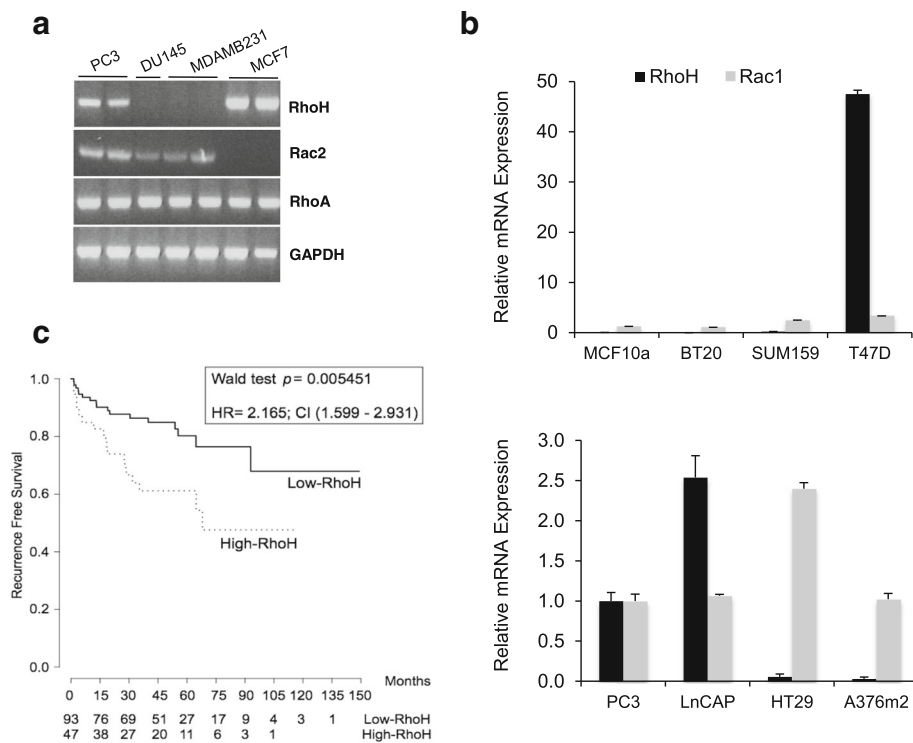 a
PC3 DU145 MDAMB231 MCF7
RhoH
Rac2
RhoA
GAPDH
b
RhoH Rac1
Relative mRNA Expression
50
40
30
20
10
0
MCF10a BT20 SUM159 T47D
c
Wald test p = 0.005451
HR= 2.165; CI (1.599 - 2.931)
Recurrence Free Survival
1.0
0.8
0.6
0.4
0.2
0.0
Low-RhoH
High-RhoH
0 15 30 45 60 75 90 105 120 135 150 Months
93 76 69 51 27 17 9 4 3 1 Low-RhoH
47 38 27 20 11 6 3 1 High-RhoH
Relative mRNA Expression
3.0
2.5
2.0
1.5
1.0
0.5
0.0
PC3 LnCAP HT29 A376m2